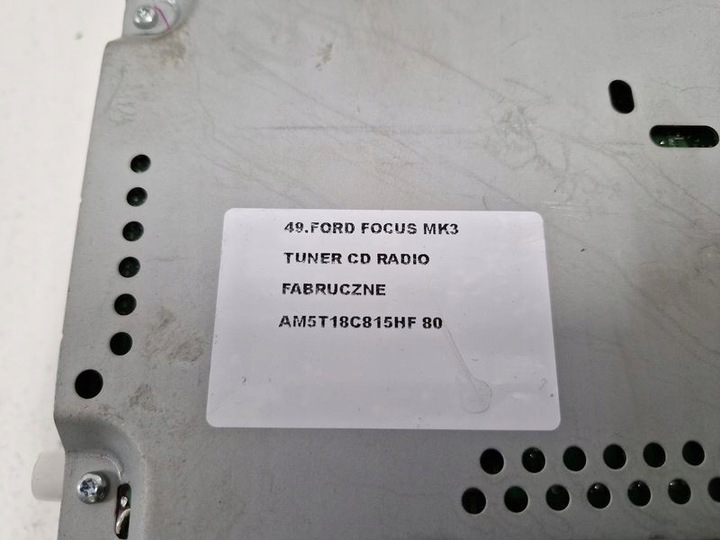 49.FORD FOCUS MK3
TUNER CD RADIO
FABRUCZNE
AM5T18C815HF 80